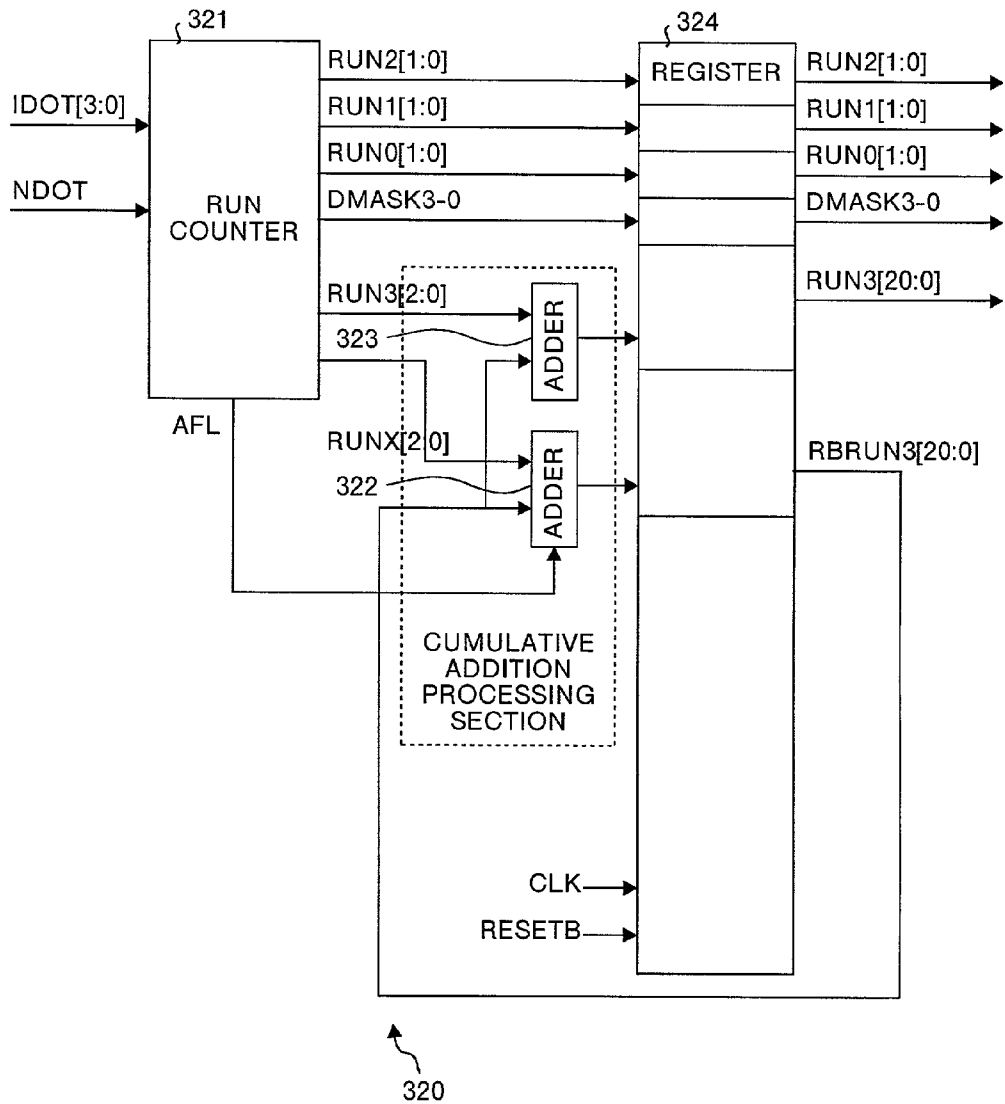 321
324
RUN2[1:0]
REGISTER
RUN2[1:0]
IDOT[3:0]
RUN1[1:0]
RUN1[1:0]
RUN0[1:0]
RUN0[1:0]
NDOT
RUN
COUNTER
DMASK3-0
DMASK3-0
RUN3[2:0]
RUN3[20:0]
323
ADDER
AFL
RUNX[2:0]
RBRUN3[20:0]
322
ADDER
CUMULATIVE
ADDITION
PROCESSING
SECTION
CLK
RESETB
320